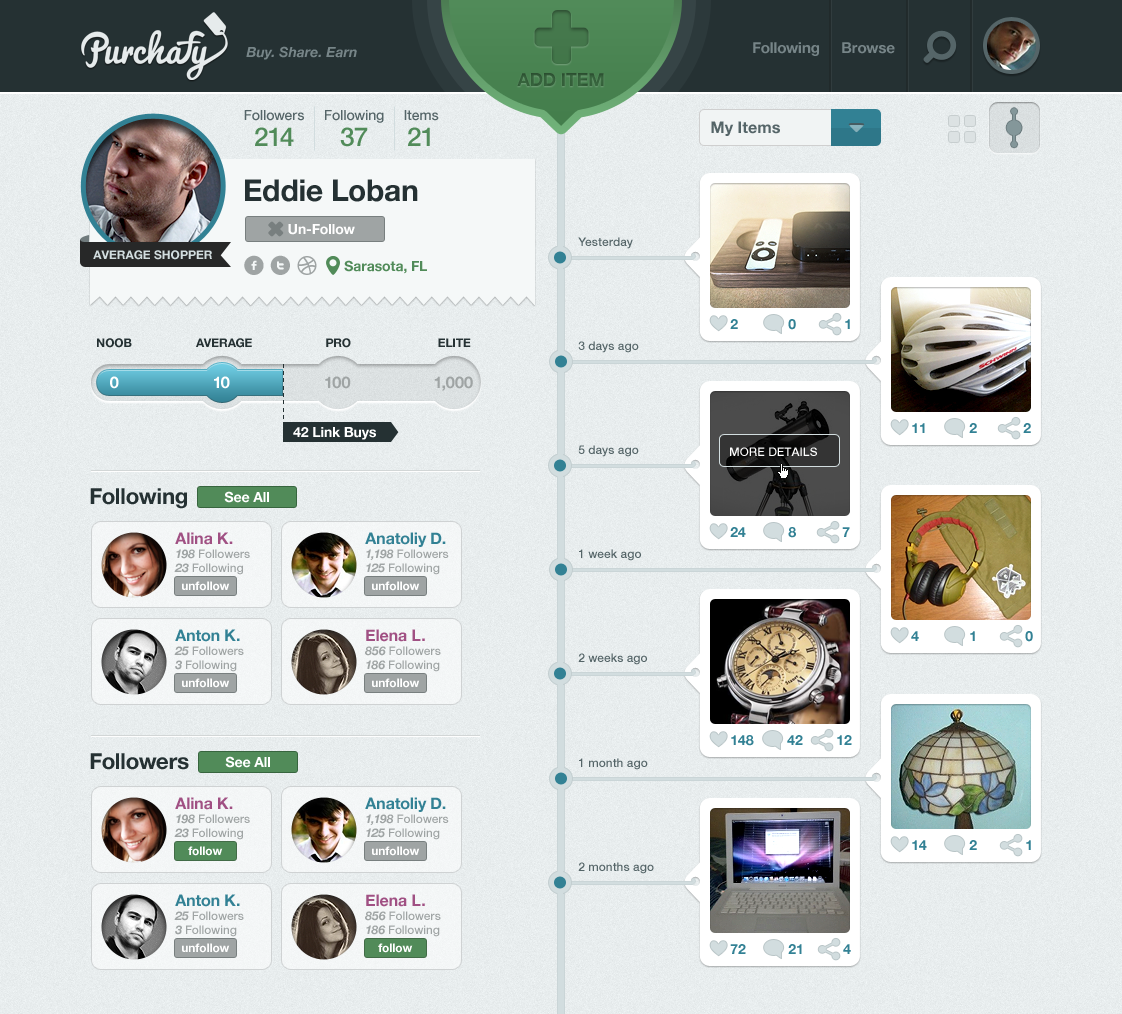 Purchafy
Buy. Share. Earn
ADD ITEM
Following
Browse
Followers
214
Following
37
Items
21
Eddie Loban
Un-Follow
AVERAGE SHOPPER
Sarasota, FL
NOOB
AVERAGE
PRO
ELITE
0
10
100
1,000
42 Link Buys
Following
See All
Alina K.
198 Followers
23 Following
unfollow
Anatoliy D.
1,198 Followers
125 Following
unfollow
Anton K.
25 Followers
3 Following
unfollow
Elena L.
856 Followers
186 Following
unfollow
Followers
See All
Alina K.
198 Followers
23 Following
follow
Anatoliy D.
1,198 Followers
125 Following
unfollow
Anton K.
25 Followers
3 Following
unfollow
Elena L.
856 Followers
186 Following
follow
My Items
Yesterday
2
0
1
3 days ago
SCHWINN
11
2
2
5 days ago
MORE DETAILS
24
8
7
1 week ago
4
1
0
2 weeks ago
148
42
12
1 month ago
14
2
1
2 months ago
72
21
4